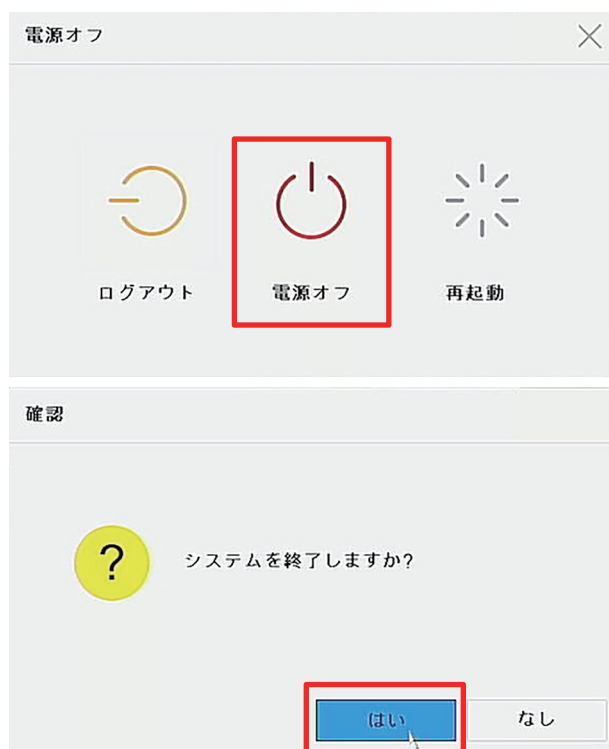 電源オフ
ログアウト
電源オフ
再起動
確認
?
システムを終了しますか?
はい
なし